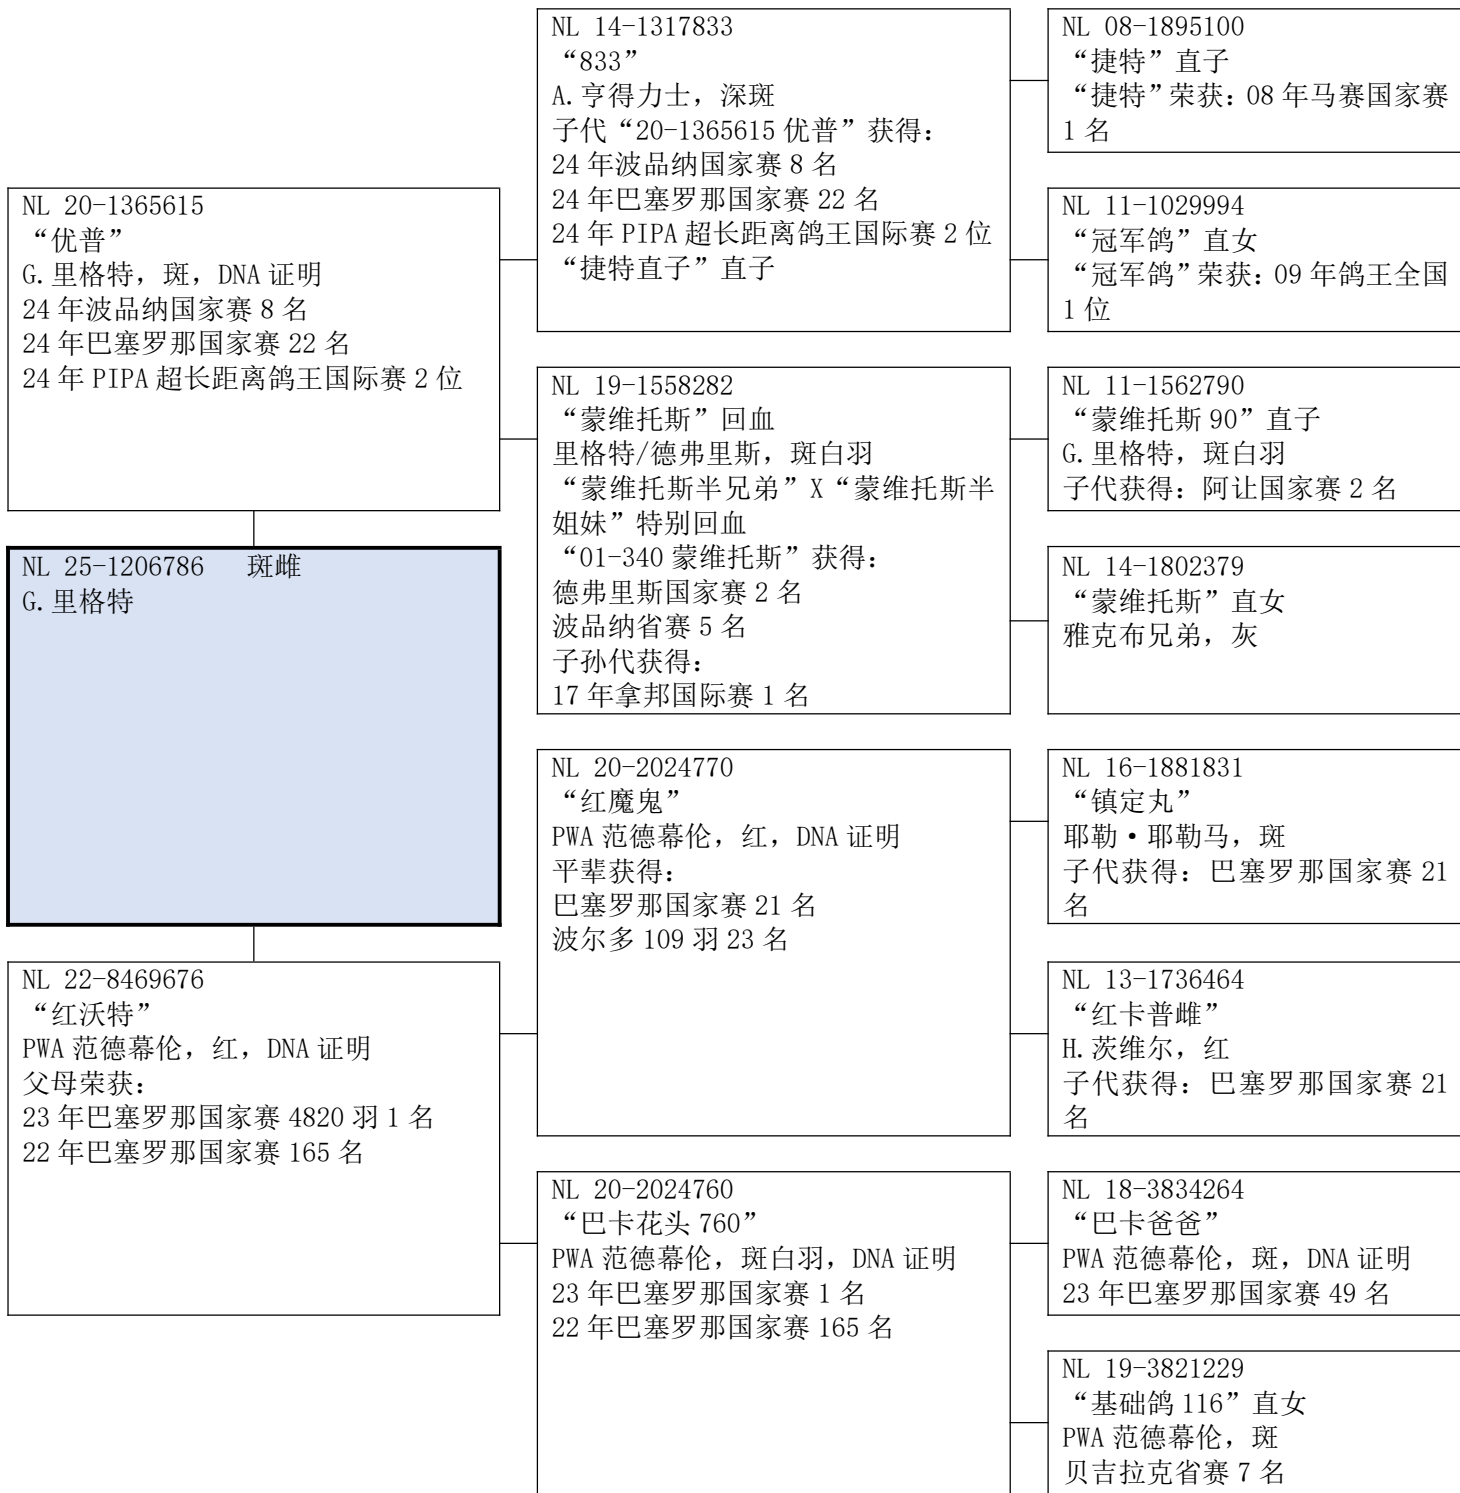 NL 20-1365615
“优普”
G.里格特，斑，DNA 证明
24 年波品纳国家赛 8 名
24 年巴塞罗那国家赛 22 名
24 年 PIPA 超长距离鸽王国际赛 2 位
NL 25-1206786 斑雌
G.里格特
NL 22-8469676
“红沃特”
PWA 范德幕伦，红，DNA 证明
父母荣获：
23 年巴塞罗那国家赛 4820 羽 1 名
22 年巴塞罗那国家赛 165 名
NL 14-1317833
“833”
A.亨得力士，深斑
子代“20-1365615 优普”获得：
24 年波品纳国家赛 8 名
24 年巴塞罗那国家赛 22 名
24 年 PIPA 超长距离鸽王国际赛 2 位
“捷特直子”直子
NL 19-1558282
“蒙维托斯”回血
里格特/德弗里斯，斑白羽
“蒙维托斯半兄弟”X“蒙维托斯半
姐妹”特别回血
“01-340 蒙维托斯”获得：
德弗里斯国家赛 2 名
波品纳省赛 5 名
子孙代获得：
17 年拿邦国际赛 1 名
NL 20-2024770
“红魔鬼”
PWA 范德幕伦，红，DNA 证明
平辈获得：
巴塞罗那国家赛 21 名
波尔多 109 羽 23 名
NL 20-2024760
“巴卡花头 760”
PWA 范德幕伦，斑白羽，DNA 证明
23 年巴塞罗那国家赛 1 名
22 年巴塞罗那国家赛 165 名
NL 08-1895100
“捷特”直子
“捷特”荣获：08 年马赛国家赛
1 名
NL 11-1029994
“冠军鸽”直女
“冠军鸽”荣获：09 年鸽王全国
1 位
NL 11-1562790
“蒙维托斯 90”直子
G.里格特，斑白羽
子代获得：阿让国家赛 2 名
NL 14-1802379
“蒙维托斯”直女
雅克布兄弟，灰
NL 16-1881831
“镇定丸”
耶勒·耶勒马，斑
子代获得：巴塞罗那国家赛 21
名
NL 13-1736464
“红卡普雌”
H.茨维尔，红
子代获得：巴塞罗那国家赛 21
名
NL 18-3834264
“巴卡爸爸”
PWA 范德幕伦，斑，DNA 证明
23 年巴塞罗那国家赛 49 名
NL 19-3821229
“基础鸽 116”直女
PWA 范德幕伦，斑
贝吉拉克省赛 7 名